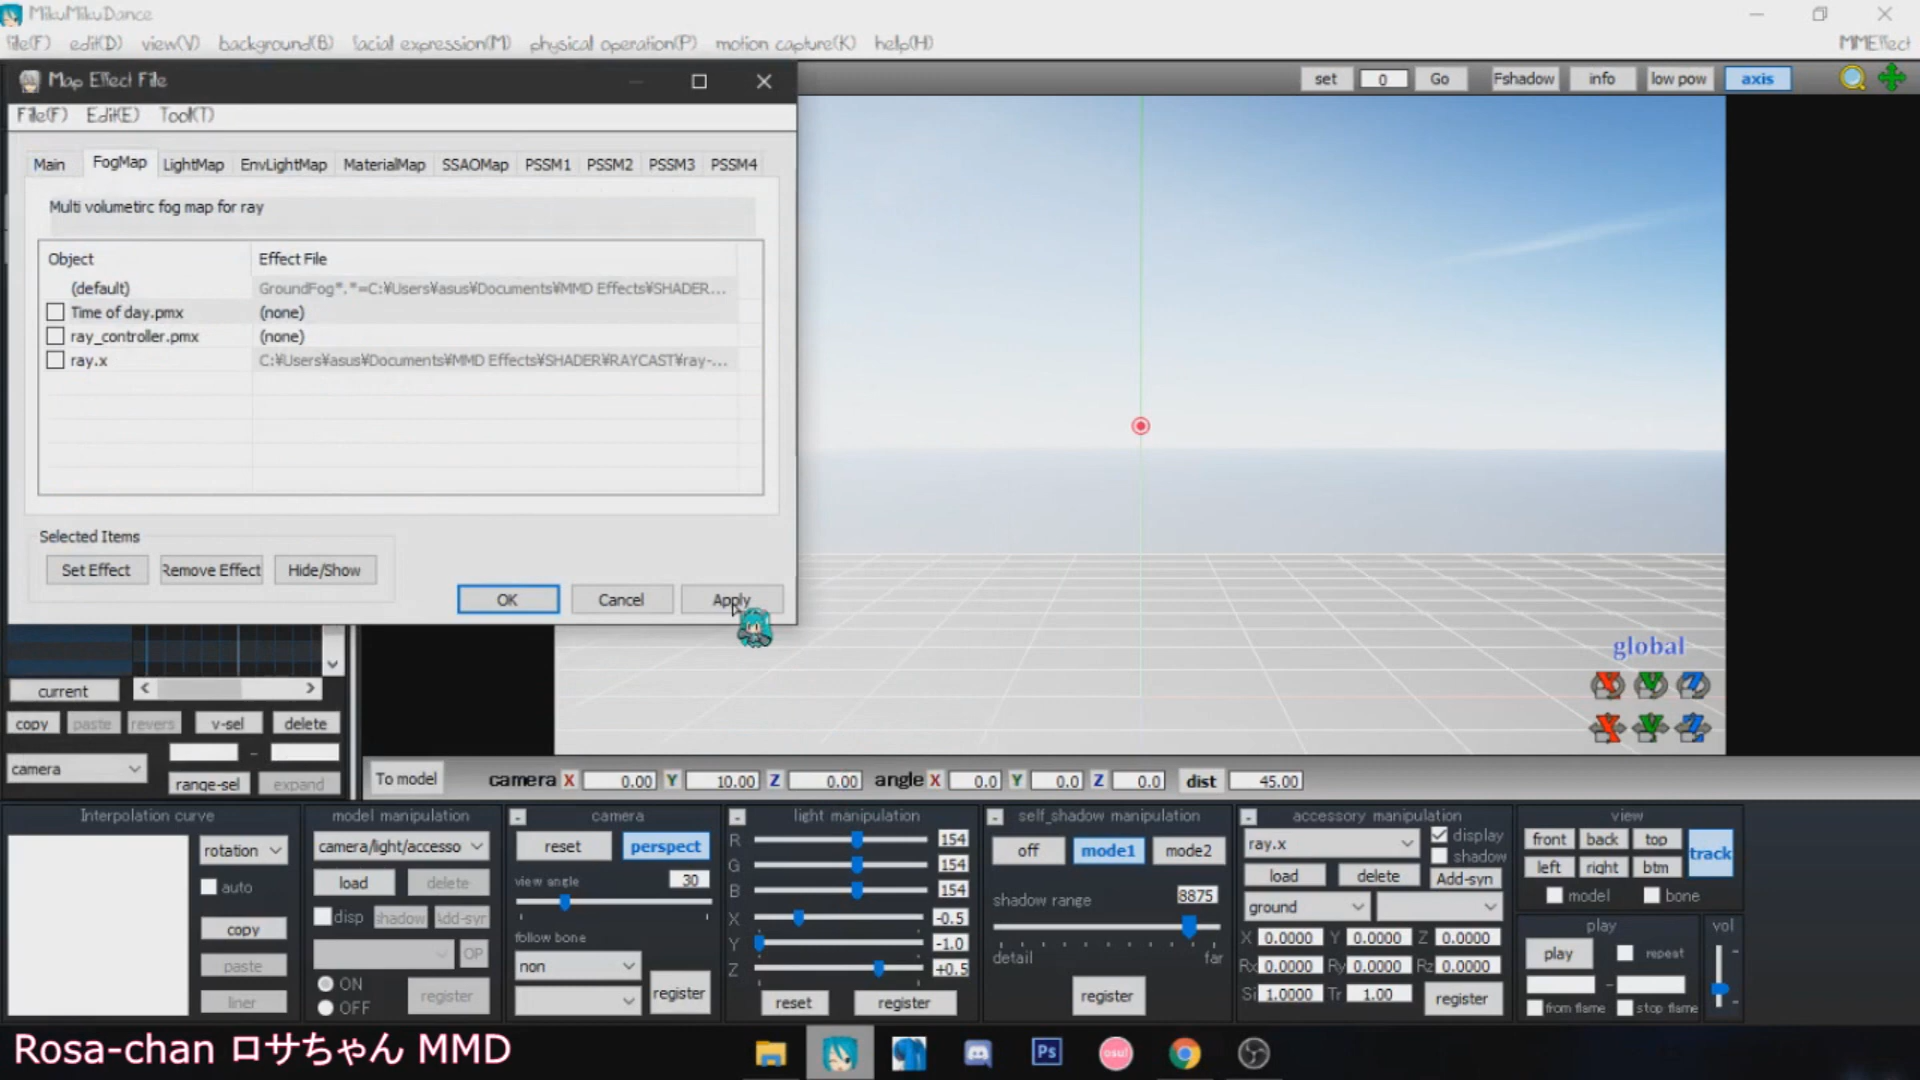 MikuMikuDance
file(F) edit(D) view(V) background(B) facial expression(M) physical operation(P) motion capture(K) help(H) MMEffect
Map Effect File
File(F) Edit(E) Tool(T)
set 0 Go Fshadow info low pow axis
Main FogMap LightMap EnvLightMap MaterialMap SSAOMap PSSM1 PSSM2 PSSM3 PSSM4
Multi volumetirc fog map for ray
Object Effect File
(default) GroundFog*.*=C:¥Users¥asus¥Documents¥MMD Effects¥SHADER...
Time of day.pmx (none)
ray_controller.pmx (none)
ray.x C:¥Users¥asus¥Documents¥MMD Effects¥SHADER¥RAYCAST¥ray-...
Selected Items
Set Effect Remove Effect Hide/Show
OK Cancel Apply
global
X Y Z
X Y Z
current
copy paste revers v-sel delete
camera -
range-sel expand
To model camera X 0.00 Y 10.00 Z 0.00 angle X 0.0 Y 0.0 Z 0.0 dist 45.00
Interpolation curve
rotation
auto
copy
paste
liner
model manipulation
camera/light/accesso
load delete
disp shadow Add-syn
OP
ON
OFF
register
- camera
reset perspect
view angle 30
follow bone
non
register
- light manipulation
R 154
G 154
B 154
X -0.5
Y -1.0
Z +0.5
reset register
- self_shadow manipulation
off mode1 mode2
shadow range 8875
detail far
register
- accessory manipulation
ray.x display
shadow
load delete Add-syn
ground
X 0.0000 Y 0.0000 Z 0.0000
Rx 0.0000 Ry 0.0000 Rz 0.0000
Si 1.0000 Tr 1.00 register
view
front back top
left right btm
track
model bone
play
play repeat
-
from flame stop flame
vol
Rosa-chan ロサちゃん MMD
Ps
osu!